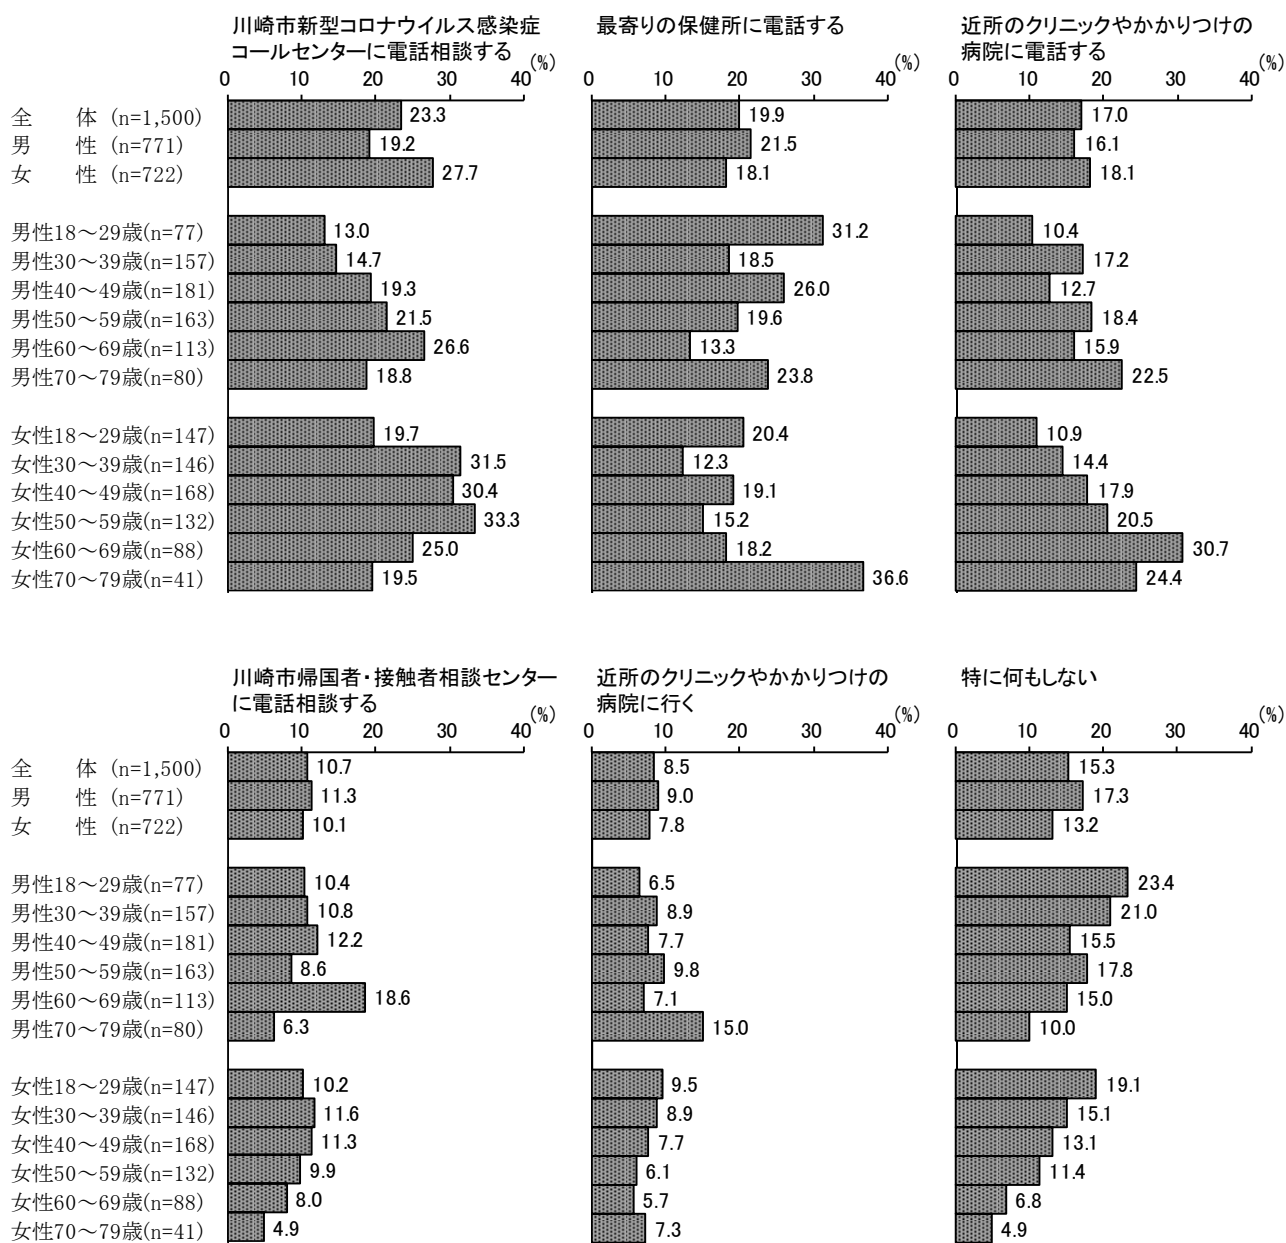 川崎市新型コロナウイルス感染症
コールセンターに電話相談する
最寄りの保健所に電話する
近所のクリニックやかかりつけの
病院に電話する
(%) (%) (%)
0 20 40 0 20 40 0 20 40
全 体 (n=1,500) 23.3 19.9 17.0
男 性 (n=771) 19.2 21.5 16.1
女 性 (n=722) 27.7 18.1 18.1
男性18～29歳(n=77) 13.0 31.2 10.4
男性30～39歳(n=157) 14.7 18.5 17.2
男性40～49歳(n=181) 19.3 26.0 12.7
男性50～59歳(n=163) 21.5 19.6 18.4
男性60～69歳(n=113) 26.6 13.3 15.9
男性70～79歳(n=80) 18.8 23.8 22.5
女性18～29歳(n=147) 19.7 20.4 10.9
女性30～39歳(n=146) 31.5 12.3 14.4
女性40～49歳(n=168) 30.4 19.1 17.9
女性50～59歳(n=132) 33.3 15.2 20.5
女性60～69歳(n=88) 25.0 18.2 30.7
女性70～79歳(n=41) 19.5 36.6 24.4
川崎市帰国者・接触者相談センター
に電話相談する
近所のクリニックやかかりつけの
病院に行く
特に何もしない
(%) (%) (%)
0 20 40 0 20 40 0 20 40
全 体 (n=1,500) 10.7 8.5 15.3
男 性 (n=771) 11.3 9.0 17.3
女 性 (n=722) 10.1 7.8 13.2
男性18～29歳(n=77) 10.4 6.5 23.4
男性30～39歳(n=157) 10.8 8.9 21.0
男性40～49歳(n=181) 12.2 7.7 15.5
男性50～59歳(n=163) 8.6 9.8 17.8
男性60～69歳(n=113) 18.6 7.1 15.0
男性70～79歳(n=80) 6.3 15.0 10.0
女性18～29歳(n=147) 10.2 9.5 19.1
女性30～39歳(n=146) 11.6 8.9 15.1
女性40～49歳(n=168) 11.3 7.7 13.1
女性50～59歳(n=132) 9.9 6.1 11.4
女性60～69歳(n=88) 8.0 5.7 6.8
女性70～79歳(n=41) 4.9 7.3 4.9